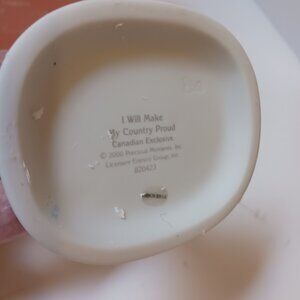 I Will Make
My Country Proud
Canadian Exclusive
© 2000 Precious Moments, Inc.
Licensee Enesco Group, Inc.
820423